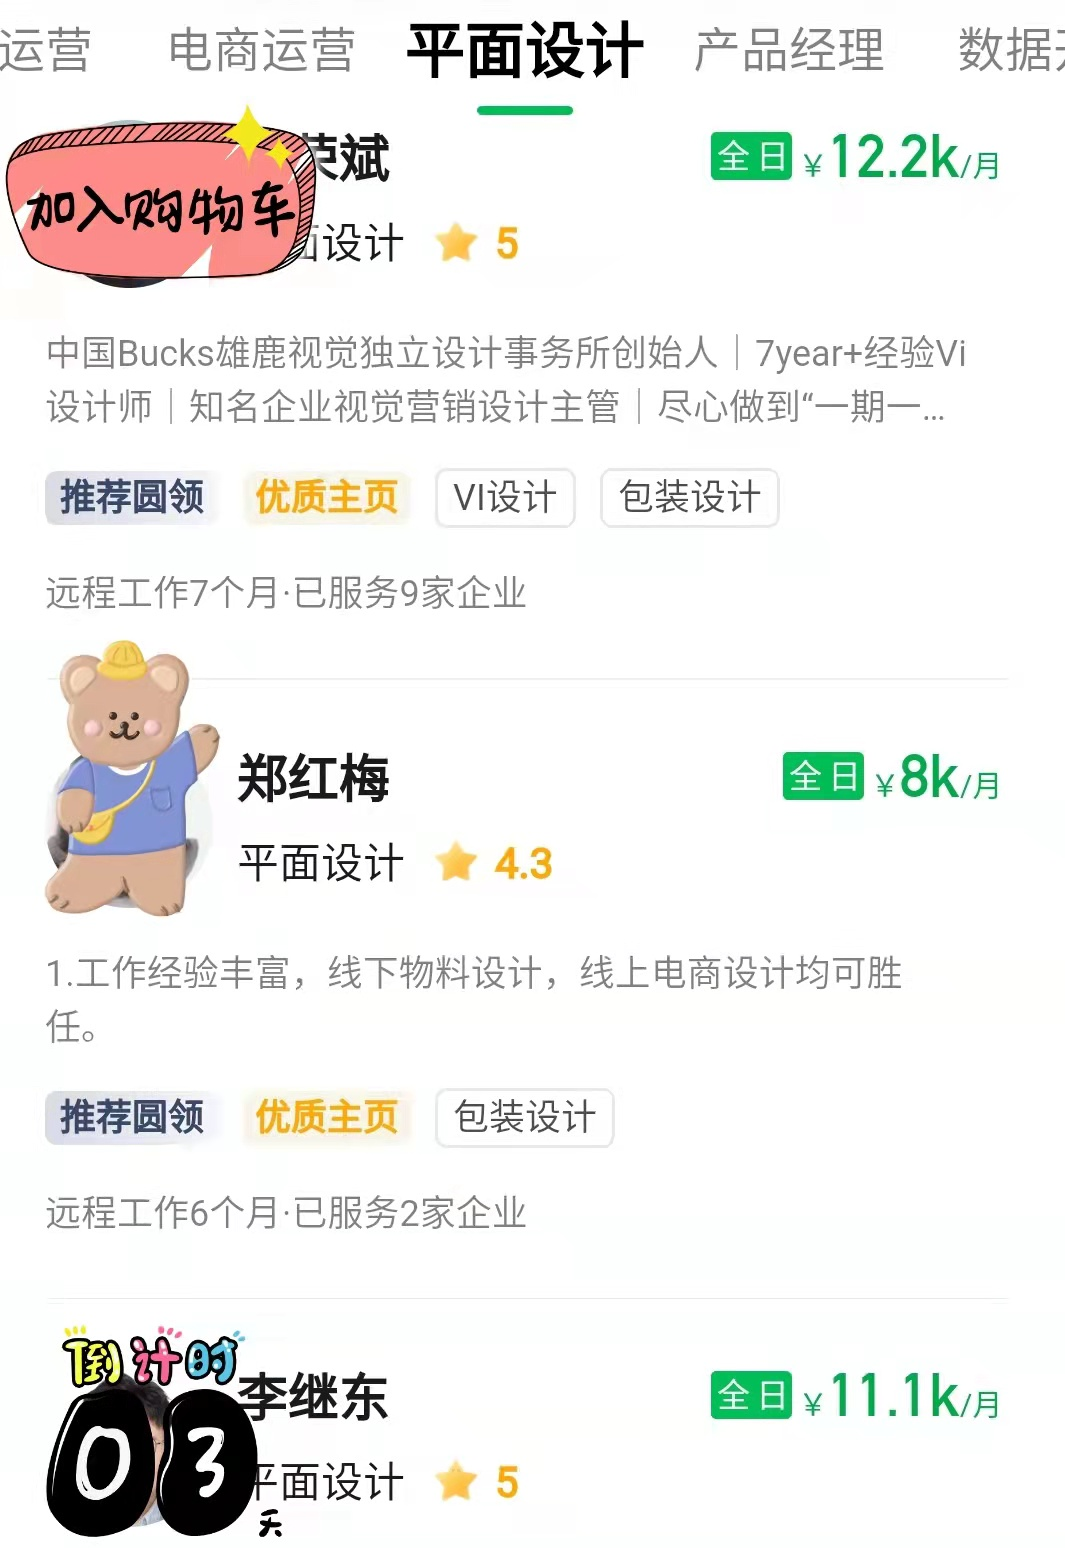 运营 电商运营 平面设计 产品经理 数据
加入购物车
荣斌 全日 ¥12.2k/月
面设计 5
中国Bucks雄鹿视觉独立设计事务所创始人｜7year+经验Vi
设计师｜知名企业视觉营销设计主管｜尽心做到“一期一...
推荐圆领 优质主页 VI设计 包装设计
远程工作7个月·已服务9家企业
郑红梅 全日 ¥8k/月
平面设计 4.3
1.工作经验丰富，线下物料设计，线上电商设计均可胜
任。
推荐圆领 优质主页 包装设计
远程工作6个月·已服务2家企业
倒计时
李继东 全日 ¥11.1k/月
03天
平面设计 5